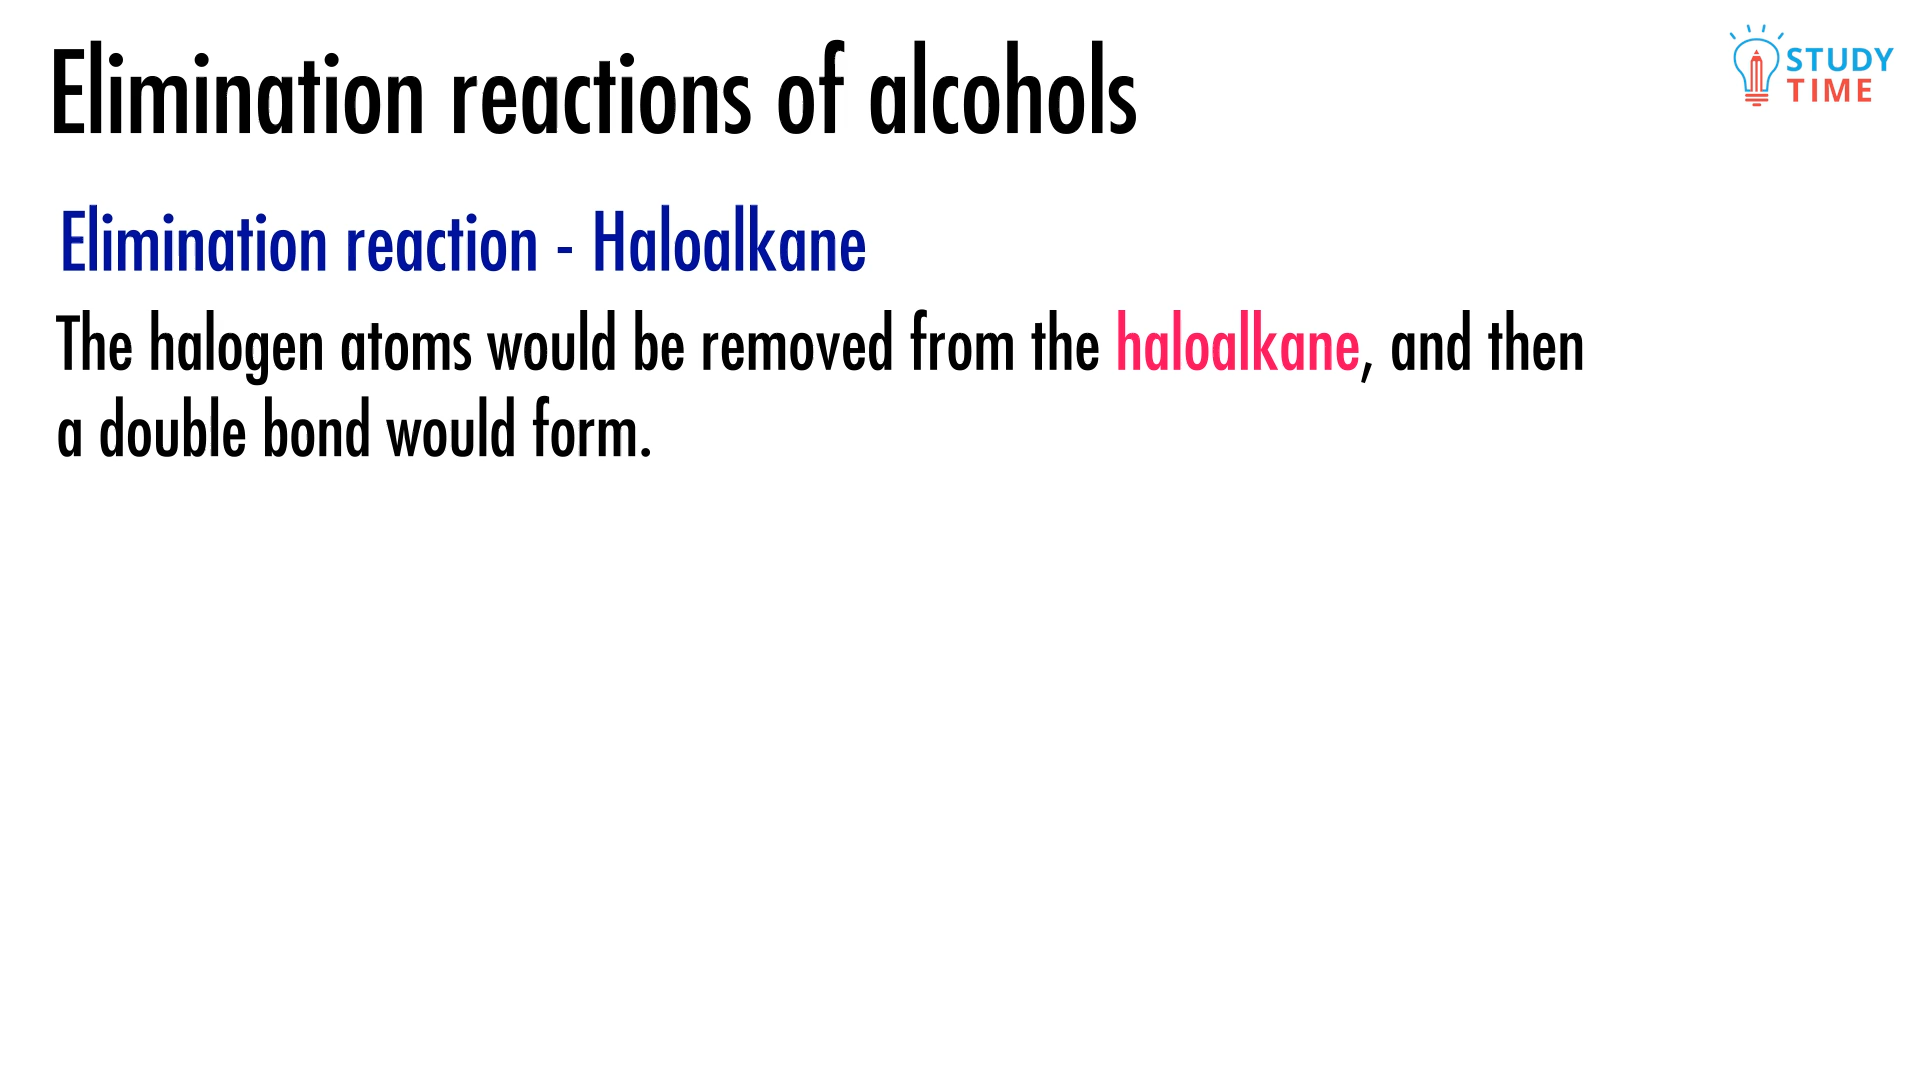 Elimination reactions of alcohols
STUDY
TIME
Elimination reaction - Haloalkane
The halogen atoms would be removed from the haloalkane, and then
a double bond would form.